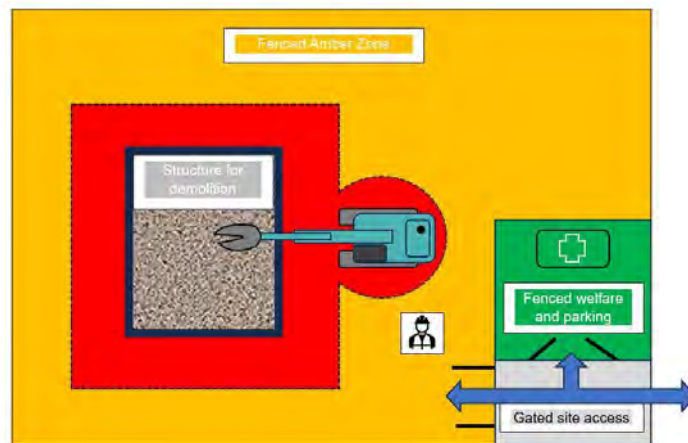 Fenced Amber Zone
Structure for
demolition
Fenced welfare
and parking
Gated site access